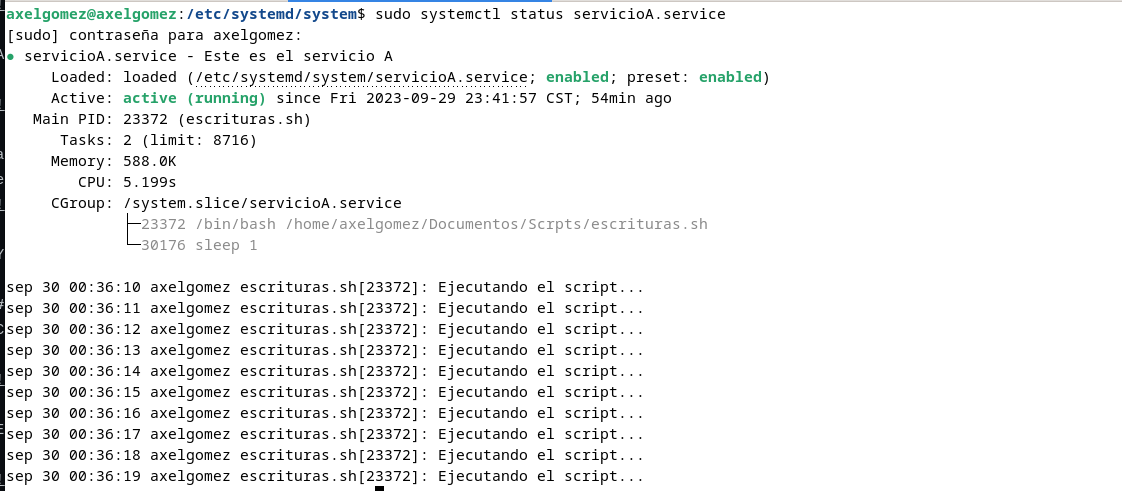 axelgomez@axelgomez:/etc/systemd/system$ sudo systemctl status servicioA.service
[sudo] contraseña para axelgomez:
● servicioA.service - Este es el servicio A
Loaded: loaded (/etc/systemd/system/servicioA.service; enabled; preset: enabled)
Active: active (running) since Fri 2023-09-29 23:41:57 CST; 54min ago
Main PID: 23372 (escrituras.sh)
Tasks: 2 (limit: 8716)
Memory: 588.0K
CPU: 5.199s
CGroup: /system.slice/servicioA.service
├─23372 /bin/bash /home/axelgomez/Documentos/Scrpts/escrituras.sh
└─30176 sleep 1
sep 30 00:36:10 axelgomez escrituras.sh[23372]: Ejecutando el script...
sep 30 00:36:11 axelgomez escrituras.sh[23372]: Ejecutando el script...
sep 30 00:36:12 axelgomez escrituras.sh[23372]: Ejecutando el script...
sep 30 00:36:13 axelgomez escrituras.sh[23372]: Ejecutando el script...
sep 30 00:36:14 axelgomez escrituras.sh[23372]: Ejecutando el script...
sep 30 00:36:15 axelgomez escrituras.sh[23372]: Ejecutando el script...
sep 30 00:36:16 axelgomez escrituras.sh[23372]: Ejecutando el script...
sep 30 00:36:17 axelgomez escrituras.sh[23372]: Ejecutando el script...
sep 30 00:36:18 axelgomez escrituras.sh[23372]: Ejecutando el script...
sep 30 00:36:19 axelgomez escrituras.sh[23372]: Ejecutando el script...